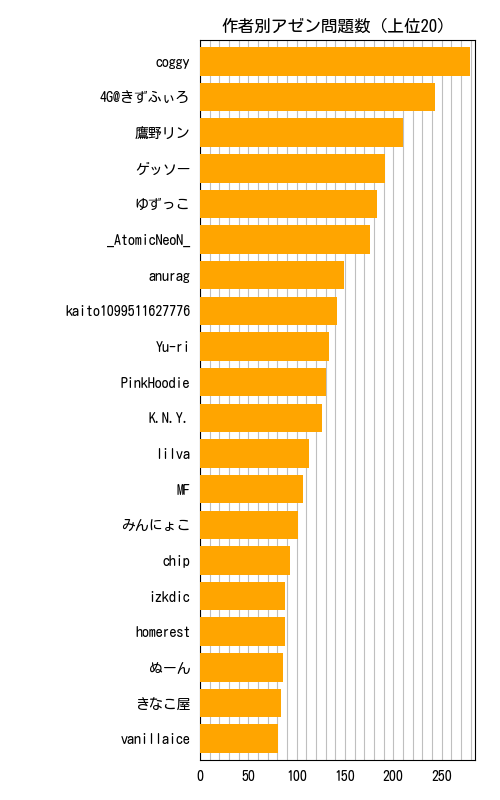 作者別アゼン問題数（上位20）
coggy
4G@きずふぃろ
鷹野リン
ゲッソー
ゆずっこ
_AtomicNeoN_
anurag
kaito1099511627776
Yu-ri
PinkHoodie
K.N.Y.
lilva
MF
みんにょこ
chip
izkdic
homerest
ぬーん
きなこ屋
vanillaice
0 50 100 150 200 250